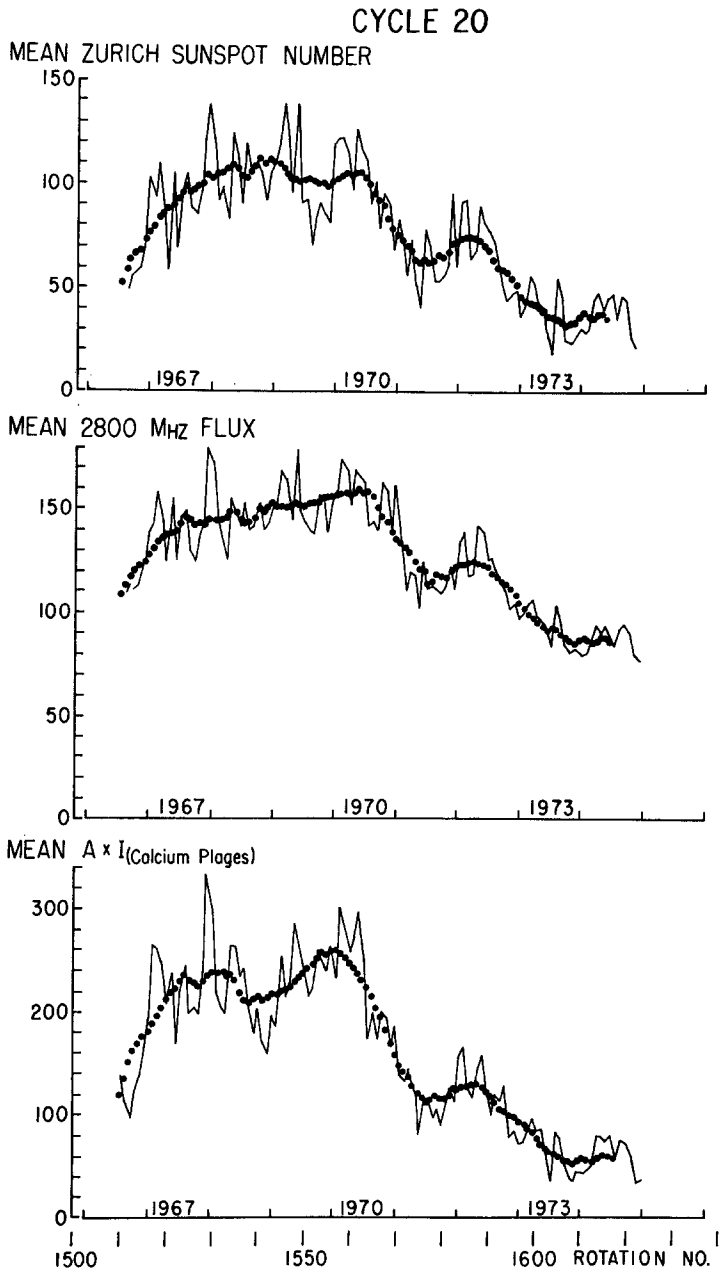 CYCLE 20
MEAN ZURICH SUNSPOT NUMBER
150
100
50
0
1967 1970 1973
MEAN 2800 MHZ FLUX
150
100
50
0
1967 1970 1973
MEAN A x I (Calcium Plages)
300
200
100
0
1967 1970 1973
1500 1550 1600 ROTATION NO.